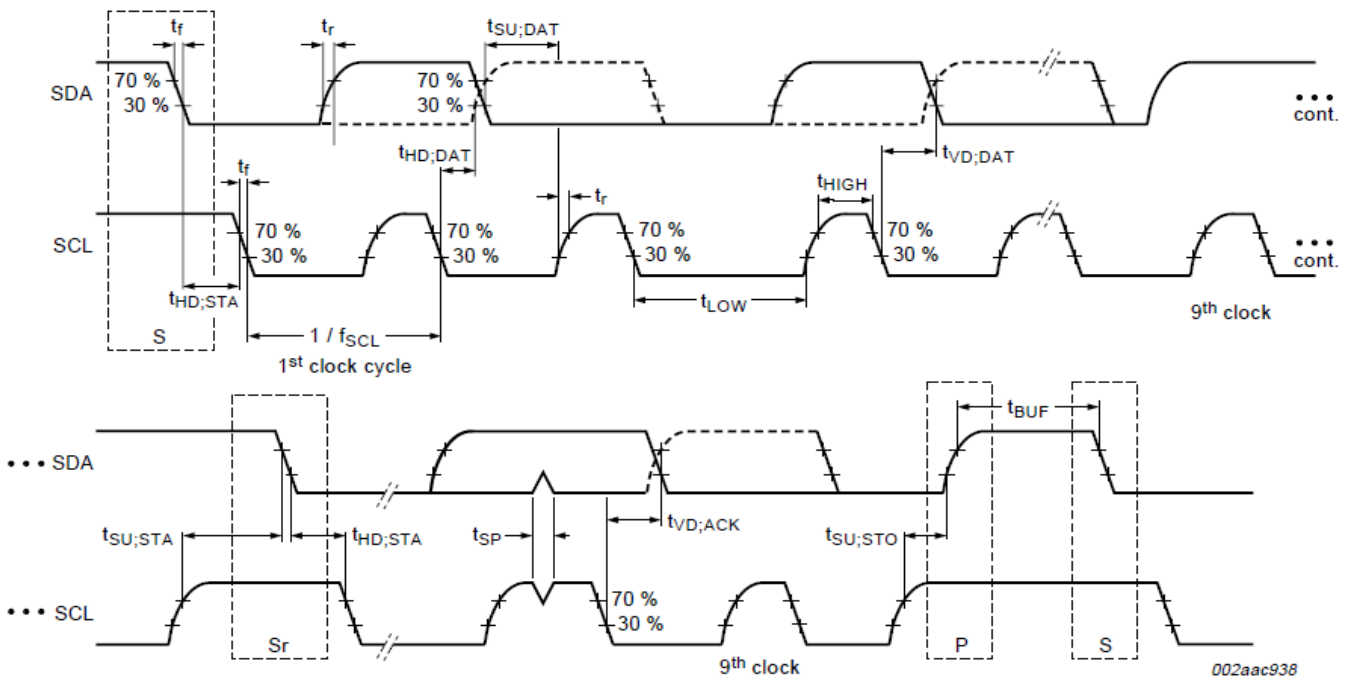 tf
tr
tSU;DAT
SDA
70 %
30 %
70 %
30 %
••• cont.
tf
tHD;DAT
tr
tHIGH
tVD;DAT
SCL
70 %
30 %
70 %
30 %
70 %
30 %
70 %
30 %
••• cont.
tHD;STA
tLOW
9th clock
S
1 / fSCL
1st clock cycle
tBUF
••• SDA
tSU;STA
tHD;STA
tSP
tVD;ACK
tSU;STO
••• SCL
70 %
30 %
Sr
P
S
9th clock
002aac938